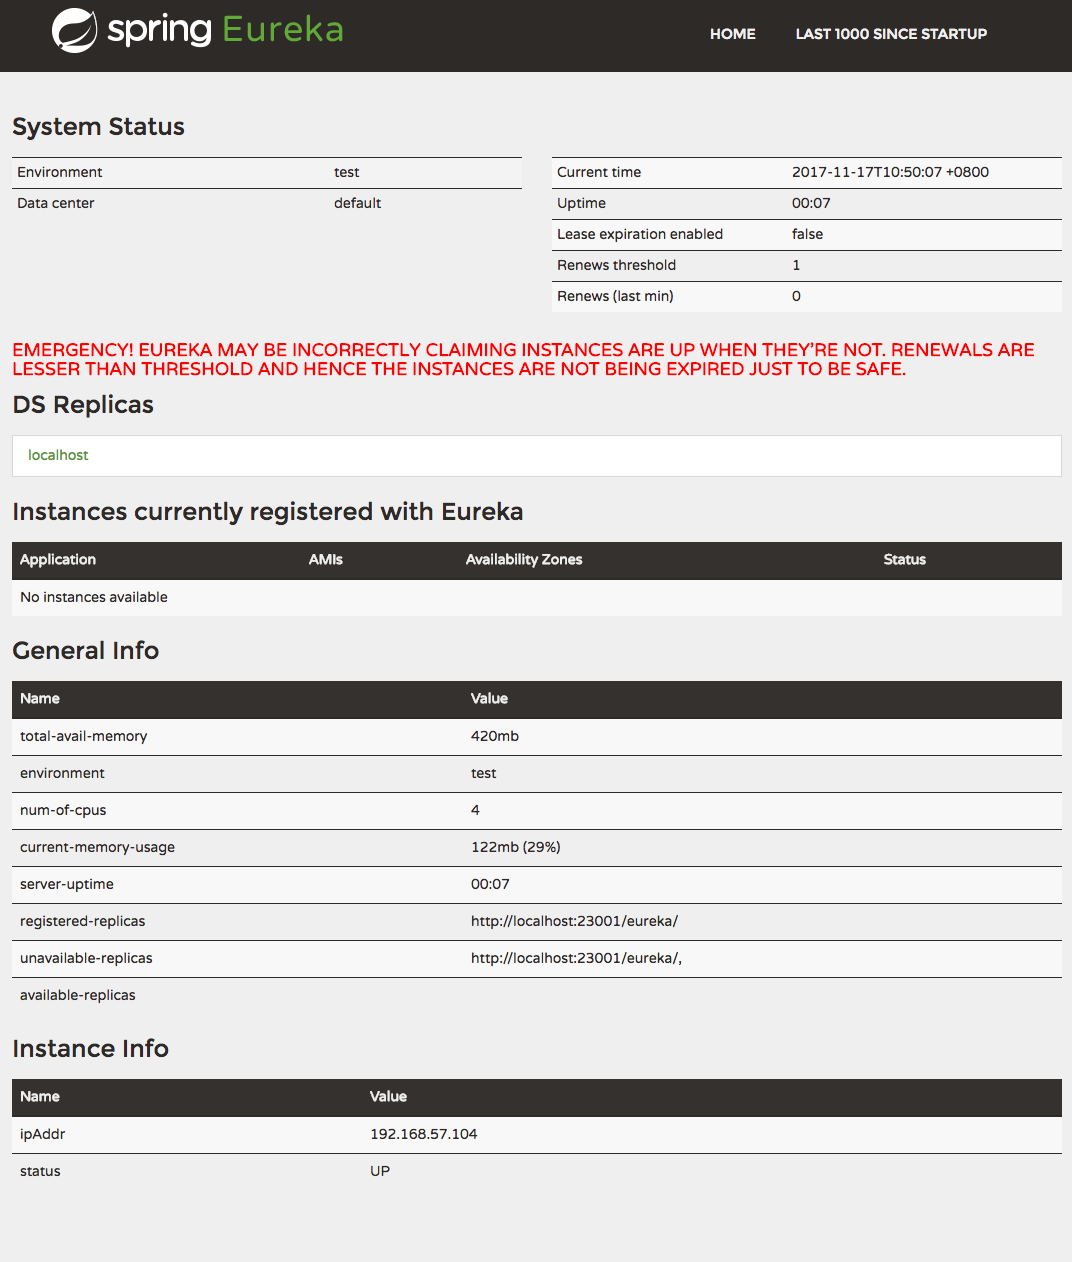 spring Eureka
HOME LAST 1000 SINCE STARTUP
System Status
Environment test
Data center default
Current time 2017-11-17T10:50:07 +0800
Uptime 00:07
Lease expiration enabled false
Renews threshold 1
Renews (last min) 0
EMERGENCY! EUREKA MAY BE INCORRECTLY CLAIMING INSTANCES ARE UP WHEN THEY'RE NOT. RENEWALS ARE
LESSER THAN THRESHOLD AND HENCE THE INSTANCES ARE NOT BEING EXPIRED JUST TO BE SAFE.
DS Replicas
localhost
Instances currently registered with Eureka
Application AMIs Availability Zones Status
No instances available
General Info
Name Value
total-avail-memory 420mb
environment test
num-of-cpus 4
current-memory-usage 122mb (29%)
server-uptime 00:07
registered-replicas http://localhost:23001/eureka/
unavailable-replicas http://localhost:23001/eureka/,
available-replicas
Instance Info
Name Value
ipAddr 192.168.57.104
status UP